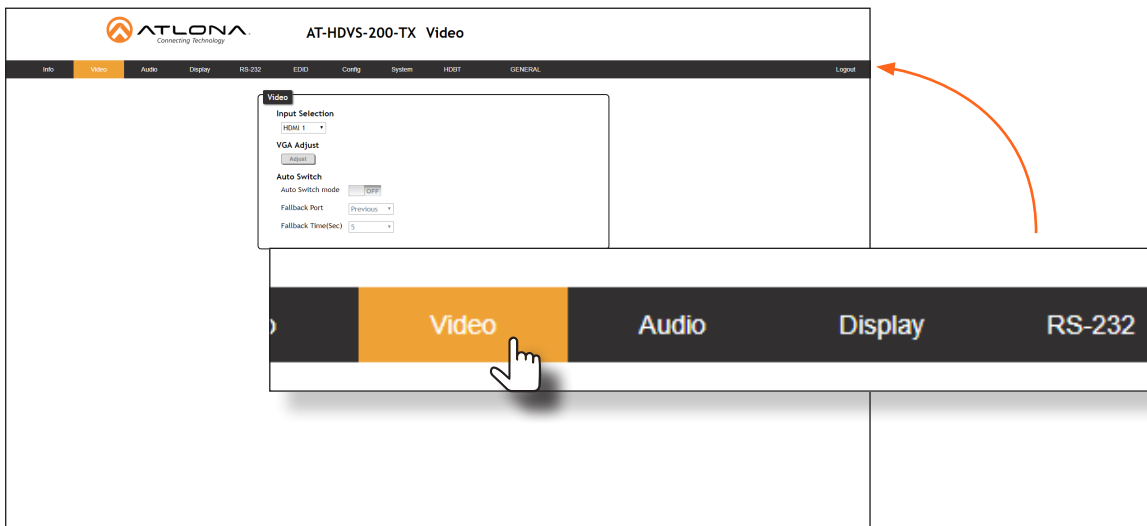 ATLONA.
Connecting Technology
AT-HDVS-200-TX Video
Info Video Audio Display RS-232 EDID Config System HDBT GENERAL Logout
Video
Input Selection
HDMI 1
VGA Adjust
Adjust
Auto Switch
Auto Switch mode OFF
Fallback Port Previous
Fallback Time(Sec) 5
o Video Audio Display RS-232